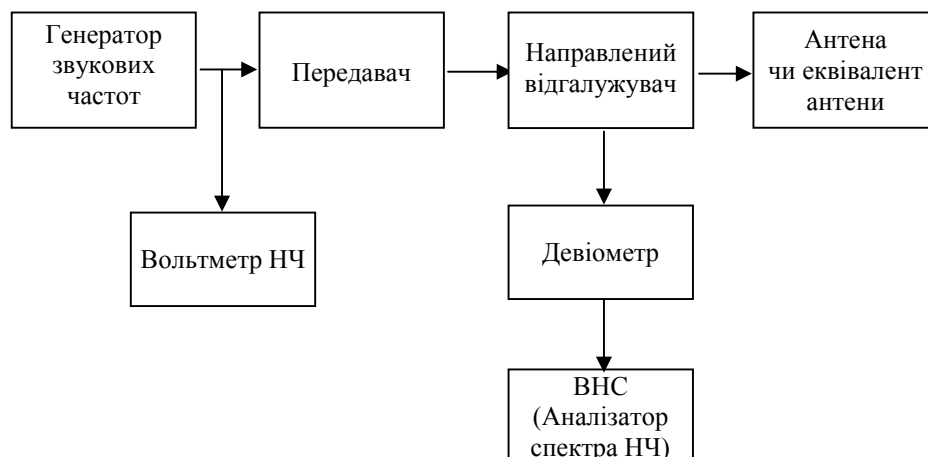 Генератор
звукових
частот
Передавач
Направлений
відгалужувач
Антена
чи еквівалент
антени
Вольтметр НЧ
Девіометр
ВНС
(Аналізатор
спектра НЧ)